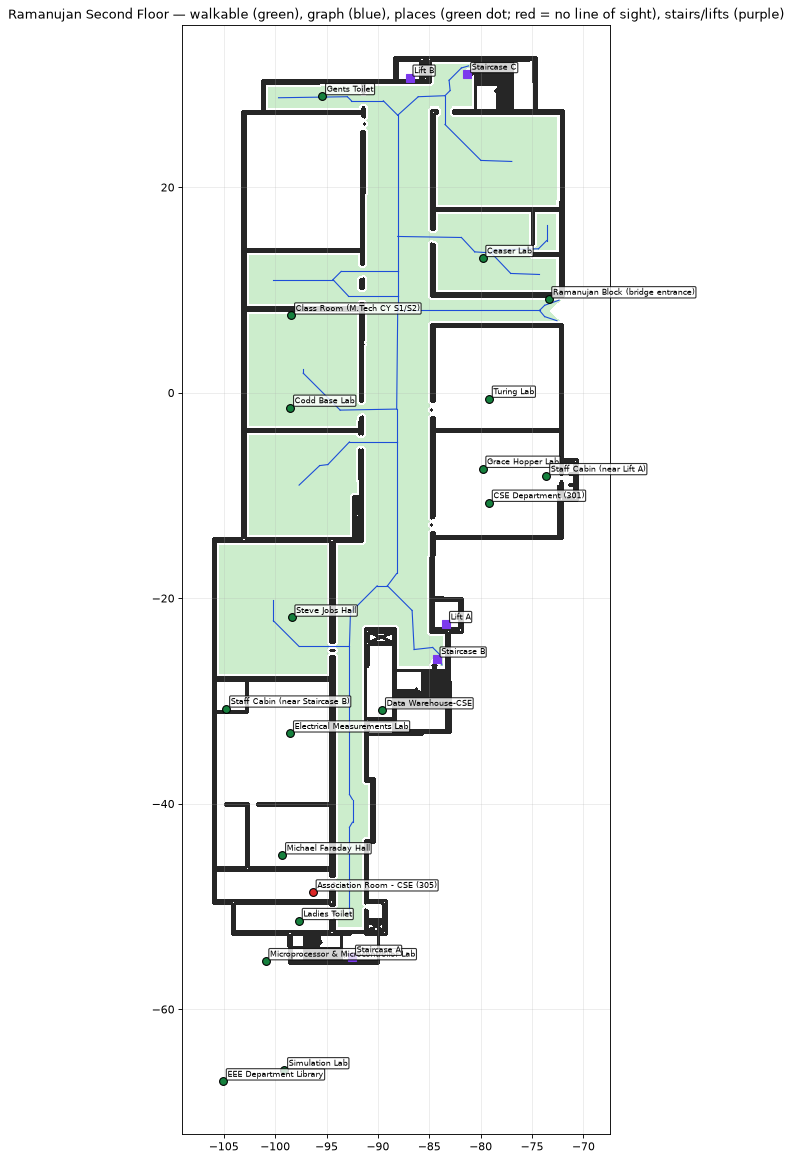 Ramanujan Second Floor — walkable (green), graph (blue), places (green dot; red = no line of sight), stairs/lifts (purple)
Lift B
Staircase C
Gents Toilet
20
Ceaser Lab
Ramanujan Block (bridge entrance)
Class Room (M.Tech CY S1/S2)
0
Turing Lab
Codd Base Lab
Grace Hopper Lab
Staff Cabin (near Lift A)
CSE Department (301)
−20
Steve Jobs Hall
Lift A
Staircase B
Staff Cabin (near Staircase B)
Data Warehouse-CSE
Electrical Measurements Lab
−40
Michael Faraday Hall
Association Room - CSE (305)
Ladies Toilet
Staircase A
Microprocessor & Microcontroller Lab
−60
Simulation Lab
EEE Department Library
−105 −100 −95 −90 −85 −80 −75 −70